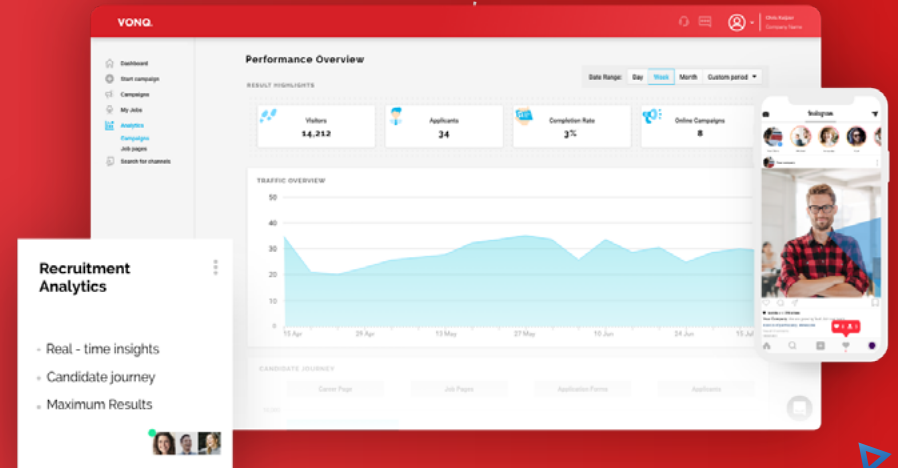 VONQ.
Chris Keijzer
Company Name
Dashboard
Start campaign
Campaigns
My Jobs
Analytics
Campaigns
Job pages
Search for channels
Performance Overview
RESULT HIGHLIGHTS
Date Range: Day Week Month Custom period
Visitors
14,212
Applicants
34
Completion Rate
3%
Online Campaigns
8
TRAFFIC OVERVIEW
50
40
30
20
10
0
15 Apr 29 Apr 13 May 27 May 10 Jun 24 Jun 15 Jul
CANDIDATE JOURNEY
Career Page Job Pages Application Forms Applicants
Instagram
Recruitment
Analytics
- Real - time insights
- Candidate journey
- Maximum Results